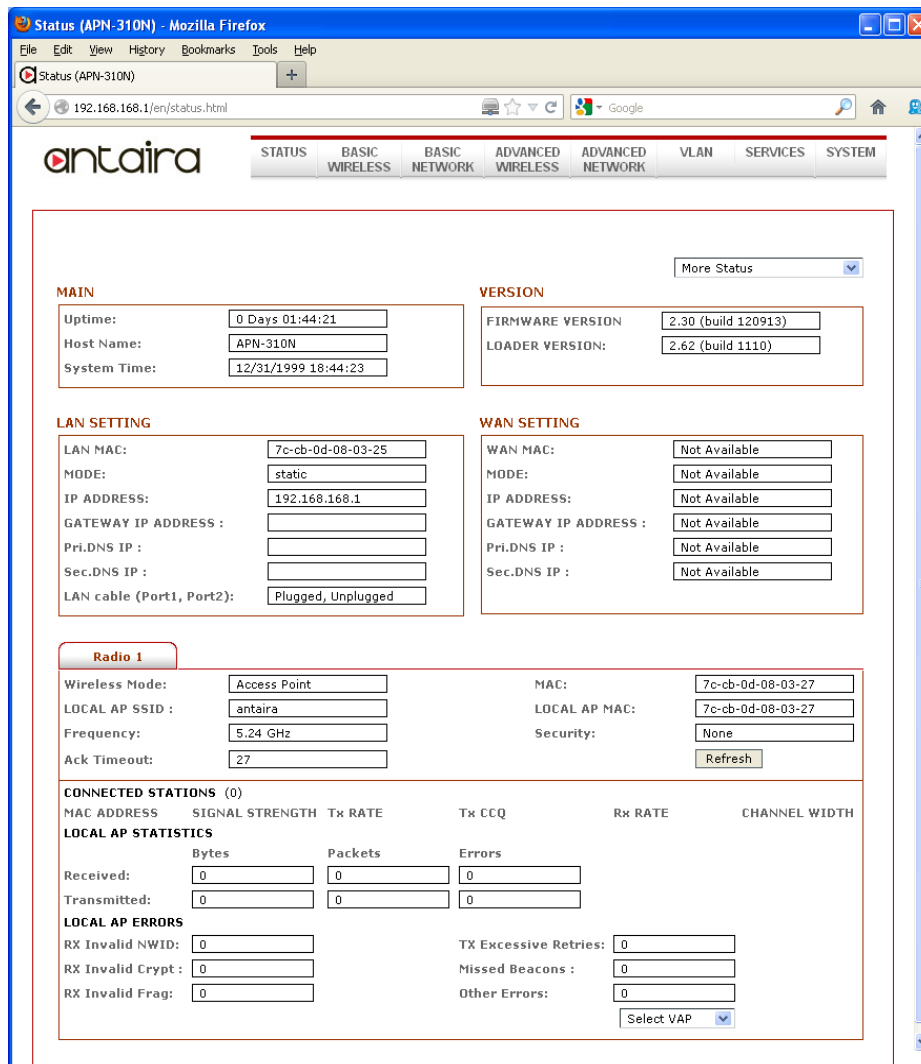 Status (APN-310N) - Mozilla Firefox
File Edit View History Bookmarks Tools Help
Status (APN-310N) +
192.168.168.1/en/status.html Google
antaira
STATUS BASIC WIRELESS BASIC NETWORK ADVANCED WIRELESS ADVANCED NETWORK VLAN SERVICES SYSTEM
More Status
MAIN
Uptime: 0 Days 01:44:21
Host Name: APN-310N
System Time: 12/31/1999 18:44:23
VERSION
FIRMWARE VERSION 2.30 (build 120913)
LOADER VERSION: 2.62 (build 1110)
LAN SETTING
LAN MAC: 7c-cb-0d-08-03-25
MODE: static
IP ADDRESS: 192.168.168.1
GATEWAY IP ADDRESS :
Pri.DNS IP :
Sec.DNS IP :
LAN cable (Port1, Port2): Plugged, Unplugged
WAN SETTING
WAN MAC: Not Available
MODE: Not Available
IP ADDRESS: Not Available
GATEWAY IP ADDRESS : Not Available
Pri.DNS IP : Not Available
Sec.DNS IP : Not Available
Radio 1
Wireless Mode: Access Point MAC: 7c-cb-0d-08-03-27
LOCAL AP SSID : antaira LOCAL AP MAC: 7c-cb-0d-08-03-27
Frequency: 5.24 GHz Security: None
Ack Timeout: 27 Refresh
CONNECTED STATIONS (0)
MAC ADDRESS SIGNAL STRENGTH Tx RATE Tx CCQ Rx RATE CHANNEL WIDTH
LOCAL AP STATISTICS
Bytes Packets Errors
Received: 0 0 0
Transmitted: 0 0 0
LOCAL AP ERRORS
RX Invalid NWID: 0 TX Excessive Retries: 0
RX Invalid Crypt : 0 Missed Beacons : 0
RX Invalid Frag: 0 Other Errors: 0
Select VAP